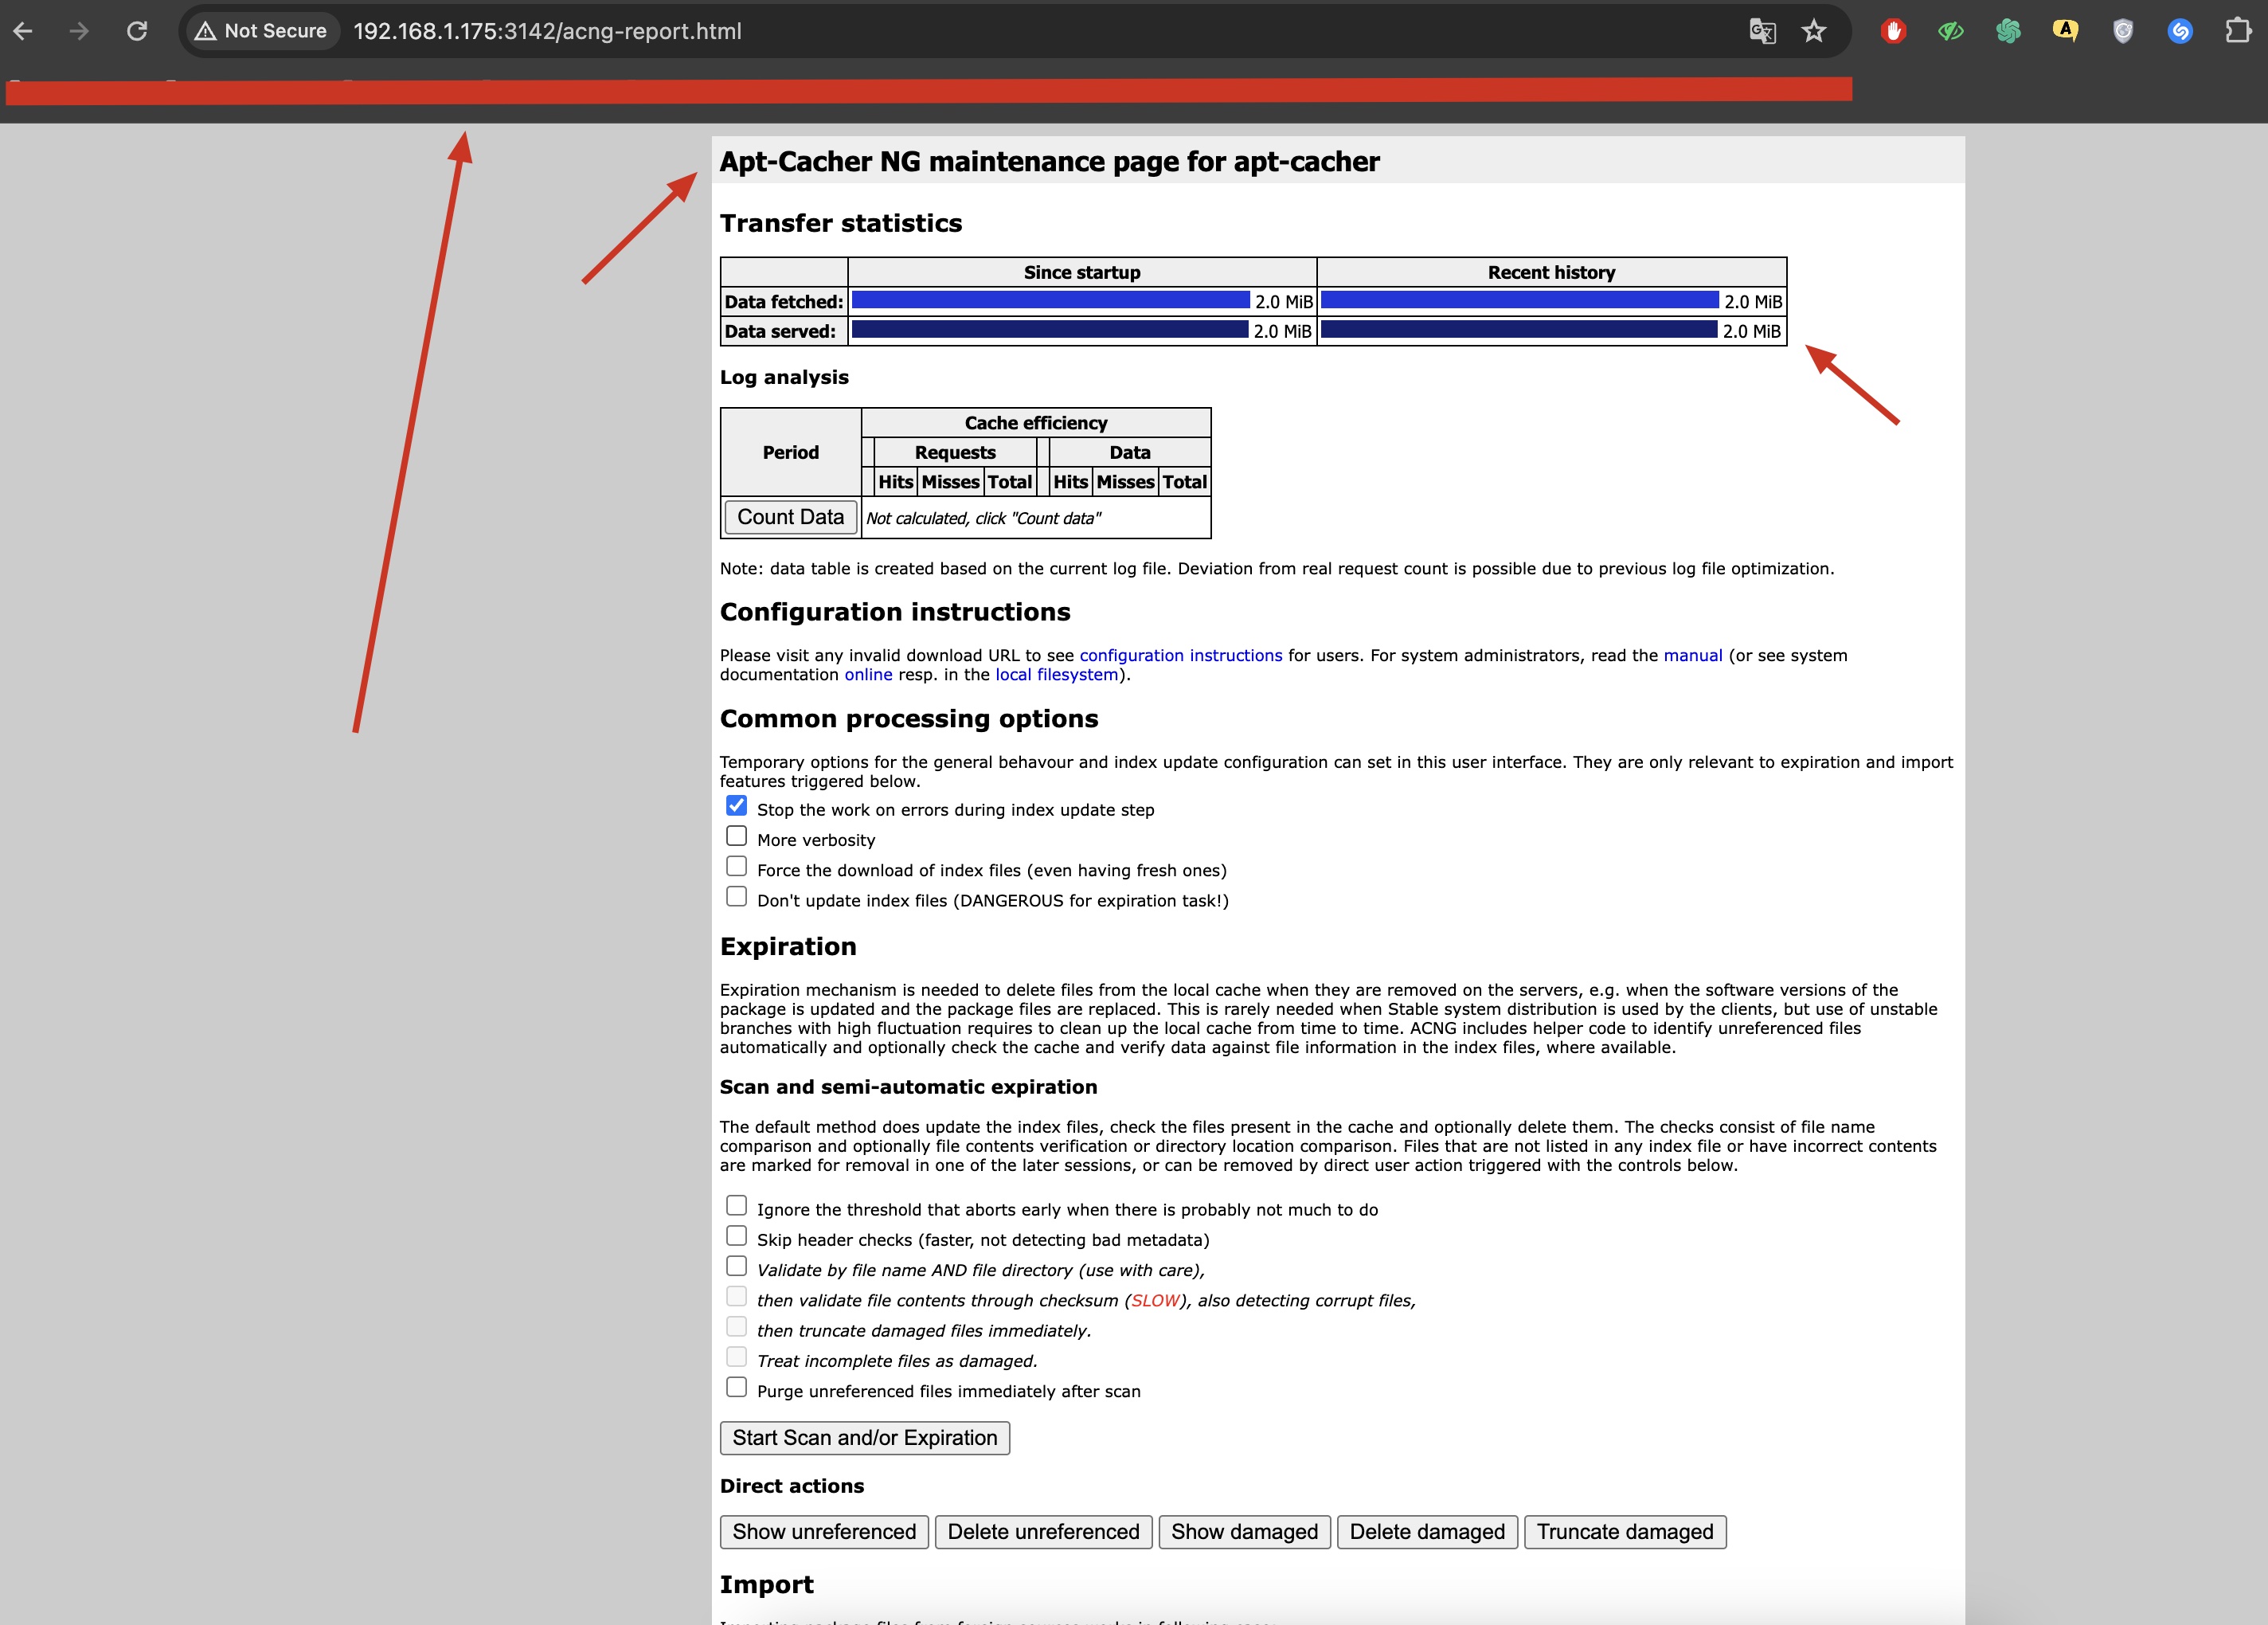 Not Secure 192.168.1.175:3142/acng-report.html
Apt-Cacher NG maintenance page for apt-cacher
Transfer statistics
Since startup Recent history
Data fetched: 2.0 MiB 2.0 MiB
Data served: 2.0 MiB 2.0 MiB
Log analysis
Period Cache efficiency
Requests Data
Hits Misses Total Hits Misses Total
Count Data Not calculated, click "Count data"
Note: data table is created based on the current log file. Deviation from real request count is possible due to previous log file optimization.
Configuration instructions
Please visit any invalid download URL to see configuration instructions for users. For system administrators, read the manual (or see system
documentation online resp. in the local filesystem).
Common processing options
Temporary options for the general behavour and index update configuration can set in this user interface. They are only relevant to expiration and import
features triggered below.
Stop the work on errors during index update step
More verbosity
Force the download of index files (even having fresh ones)
Don't update index files (DANGEROUS for expiration task!)
Expiration
Expiration mechanism is needed to delete files from the local cache when they are removed on the servers, e.g. when the software versions of the
package is updated and the package files are replaced. This is rarely needed when Stable system distribution is used by the clients, but use of unstable
branches with high fluctuation requires to clean up the local cache from time to time. ACNG includes helper code to identify unreferenced files
automatically and optionally check the cache and verify data against file information in the index files, where available.
Scan and semi-automatic expiration
The default method does update the index files, check the files present in the cache and optionally delete them. The checks consist of file name
comparison and optionally file contents verification or directory location comparison. Files that are not listed in any index file or have incorrect contents
are marked for removal in one of the later sessions, or can be removed by direct user action triggered with the controls below.
Ignore the threshold that aborts early when there is probably not much to do
Skip header checks (faster, not detecting bad metadata)
Validate by file name AND file directory (use with care),
then validate file contents through checksum (SLOW), also detecting corrupt files,
then truncate damaged files immediately.
Treat incomplete files as damaged.
Purge unreferenced files immediately after scan
Start Scan and/or Expiration
Direct actions
Show unreferenced Delete unreferenced Show damaged Delete damaged Truncate damaged
Import